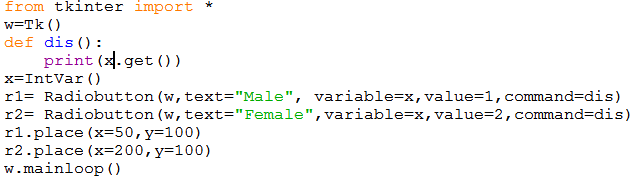 from tkinter import *
w=Tk()
def dis():
    print(x.get())
x=IntVar()
r1= Radiobutton(w,text="Male", variable=x,value=1,command=dis)
r2= Radiobutton(w,text="Female",variable=x,value=2,command=dis)
r1.place(x=50,y=100)
r2.place(x=200,y=100)
w.mainloop()